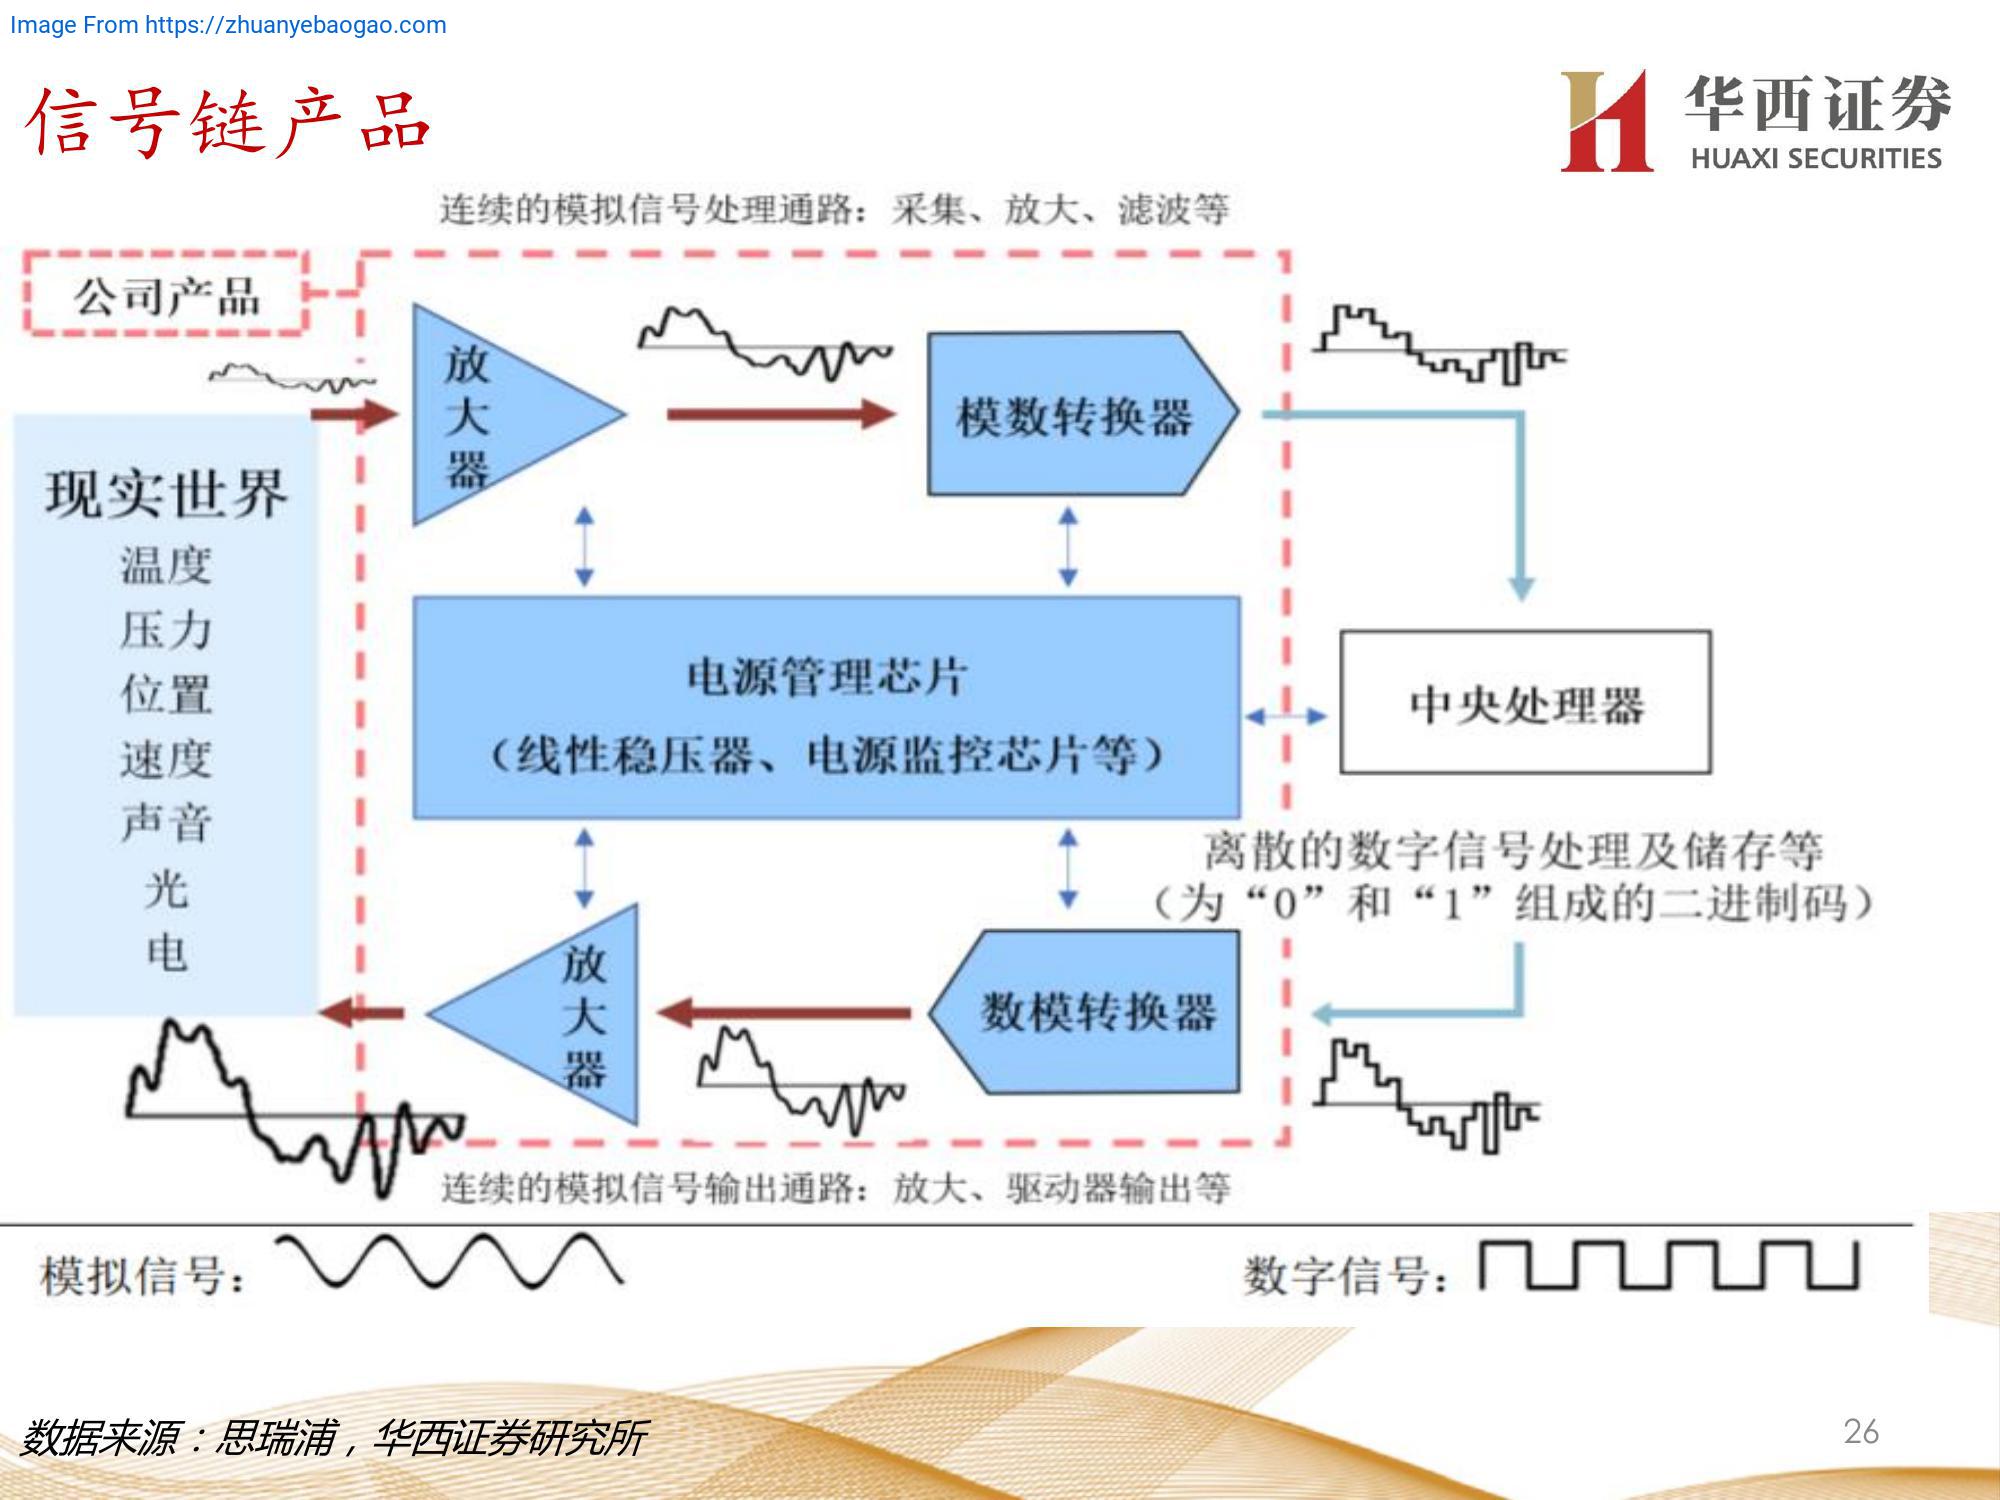 Image From https://zhuanyebaogao.com
信号链产品
华西证券
HUAXI SECURITIES
连续的模拟信号处理通路：采集、放大、滤波等
公司产品
放
大
器
模数转换器
现实世界
温度
压力
位置
速度
声音
光
电
电源管理芯片
（线性稳压器、电源监控芯片等）
中央处理器
离散的数字信号处理及储存等
（为“0”和“1”组成的二进制码）
放
大
器
数模转换器
连续的模拟信号输出通路：放大、驱动器输出等
模拟信号：
数字信号：
数据来源：思瑞浦，华西证券研究所
26